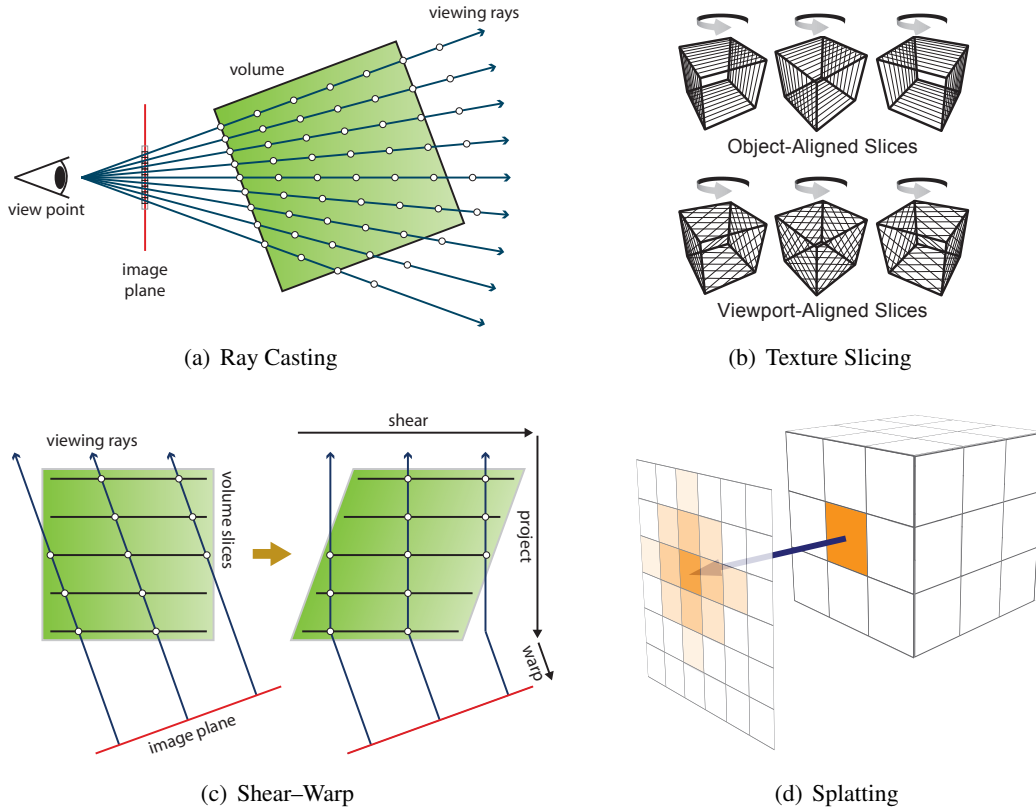 viewing rays
volume
view point
image
plane
(a) Ray Casting
Object-Aligned Slices
Viewport-Aligned Slices
(b) Texture Slicing
viewing rays
volume slices
image plane
shear
project
warp
(c) Shear–Warp
(d) Splatting